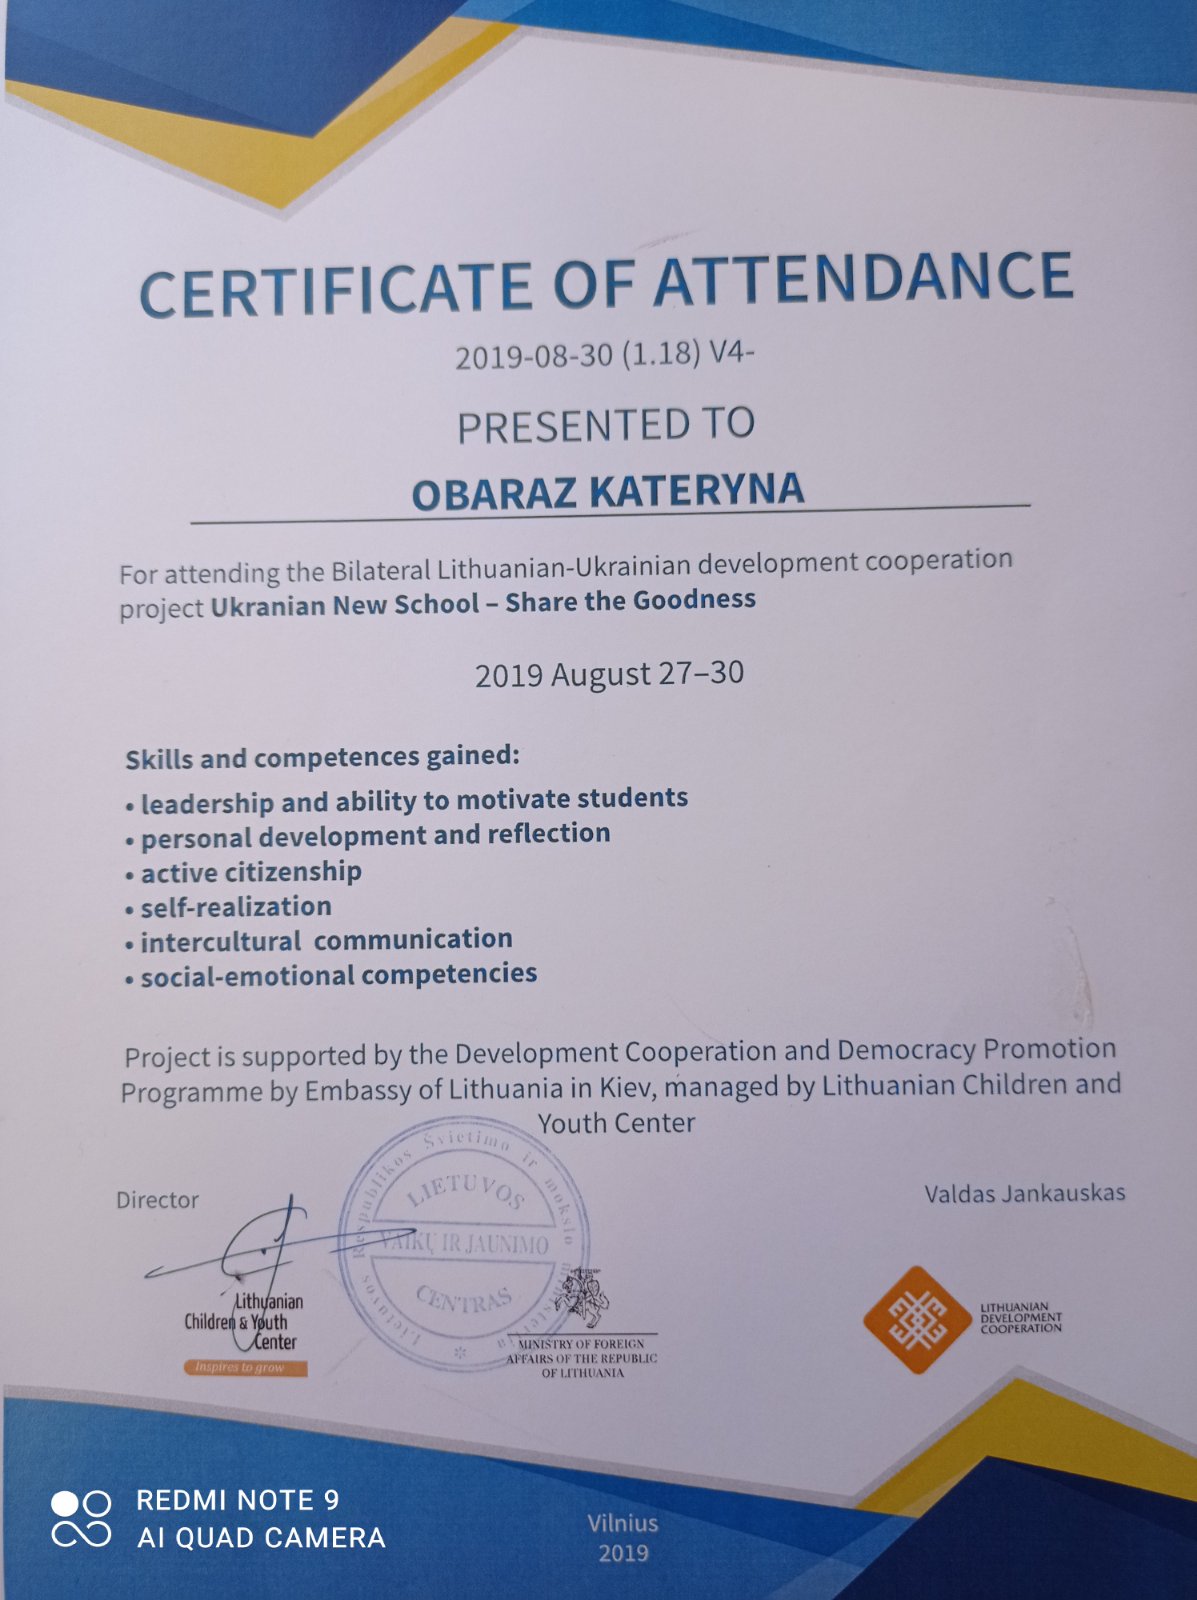 CERTIFICATE OF ATTENDANCE
2019-08-30 (1.18) V4-
PRESENTED TO
OBARAZ KATERYNA
For attending the Bilateral Lithuanian-Ukrainian development cooperation
project Ukranian New School – Share the Goodness
2019 August 27–30
Skills and competences gained:
• leadership and ability to motivate students
• personal development and reflection
• active citizenship
• self-realization
• intercultural communication
• social-emotional competencies
Project is supported by the Development Cooperation and Democracy Promotion
Programme by Embassy of Lithuania in Kiev, managed by Lithuanian Children and
Youth Center
Director
Valdas Jankauskas
Lietuvos Respublikos Švietimo ir mokslo
LIETUVOS
VAIKŲ IR JAUNIMO
CENTRAS
Lithuanian
Children & Youth
Center
Inspires to grow
MINISTRY OF FOREIGN
AFFAIRS OF THE REPUBLIC
OF LITHUANIA
LITHUANIAN
DEVELOPMENT
COOPERATION
REDMI NOTE 9
AI QUAD CAMERA
Vilnius
2019